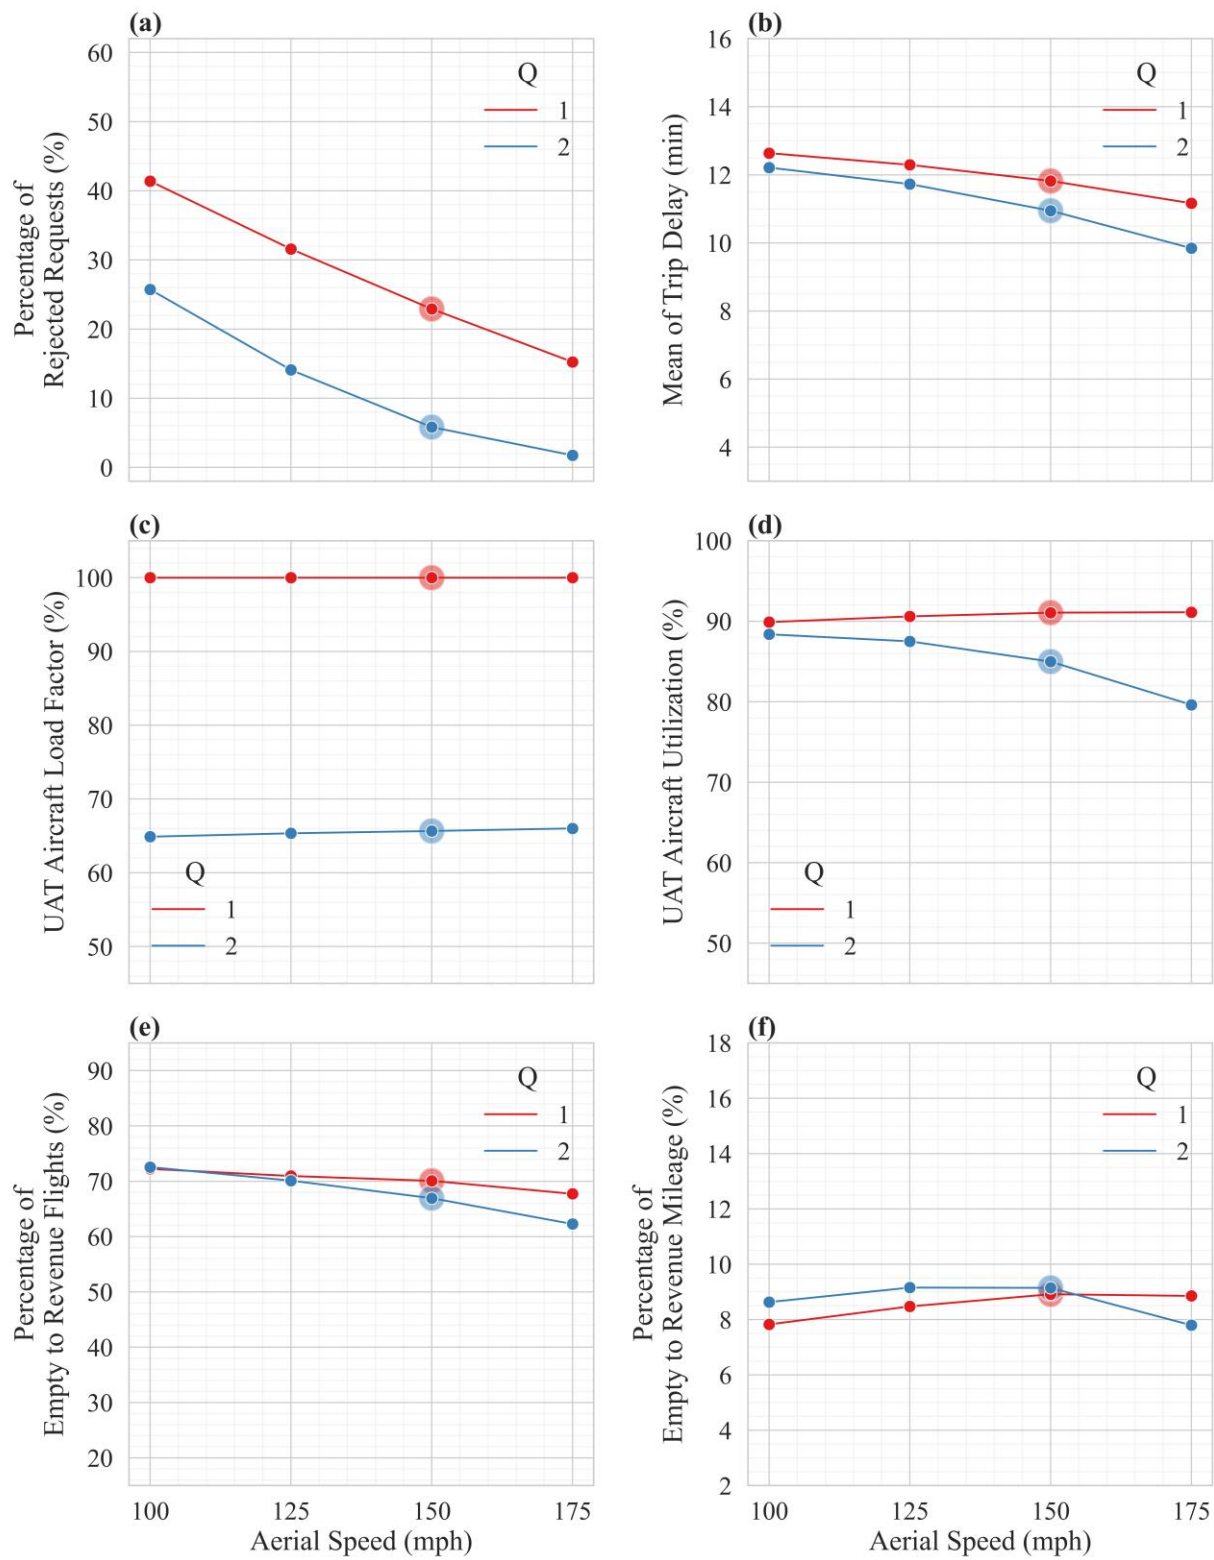 (a)
60
50
40
30
20
10
0
Percentage of
Rejected Requests (%)
Q
1
2
(b)
16
14
12
10
8
6
4
Mean of Trip Delay (min)
Q
1
2
(c)
100
90
80
70
60
50
UAT Aircraft Load Factor (%)
Q
1
2
(d)
100
90
80
70
60
50
UAT Aircraft Utilization (%)
Q
1
2
(e)
90
80
70
60
50
40
30
20
Percentage of
Empty to Revenue Flights (%)
Q
1
2
100 125 150 175
Aerial Speed (mph)
(f)
18
16
14
12
10
8
6
4
2
Percentage of
Empty to Revenue Mileage (%)
Q
1
2
100 125 150 175
Aerial Speed (mph)